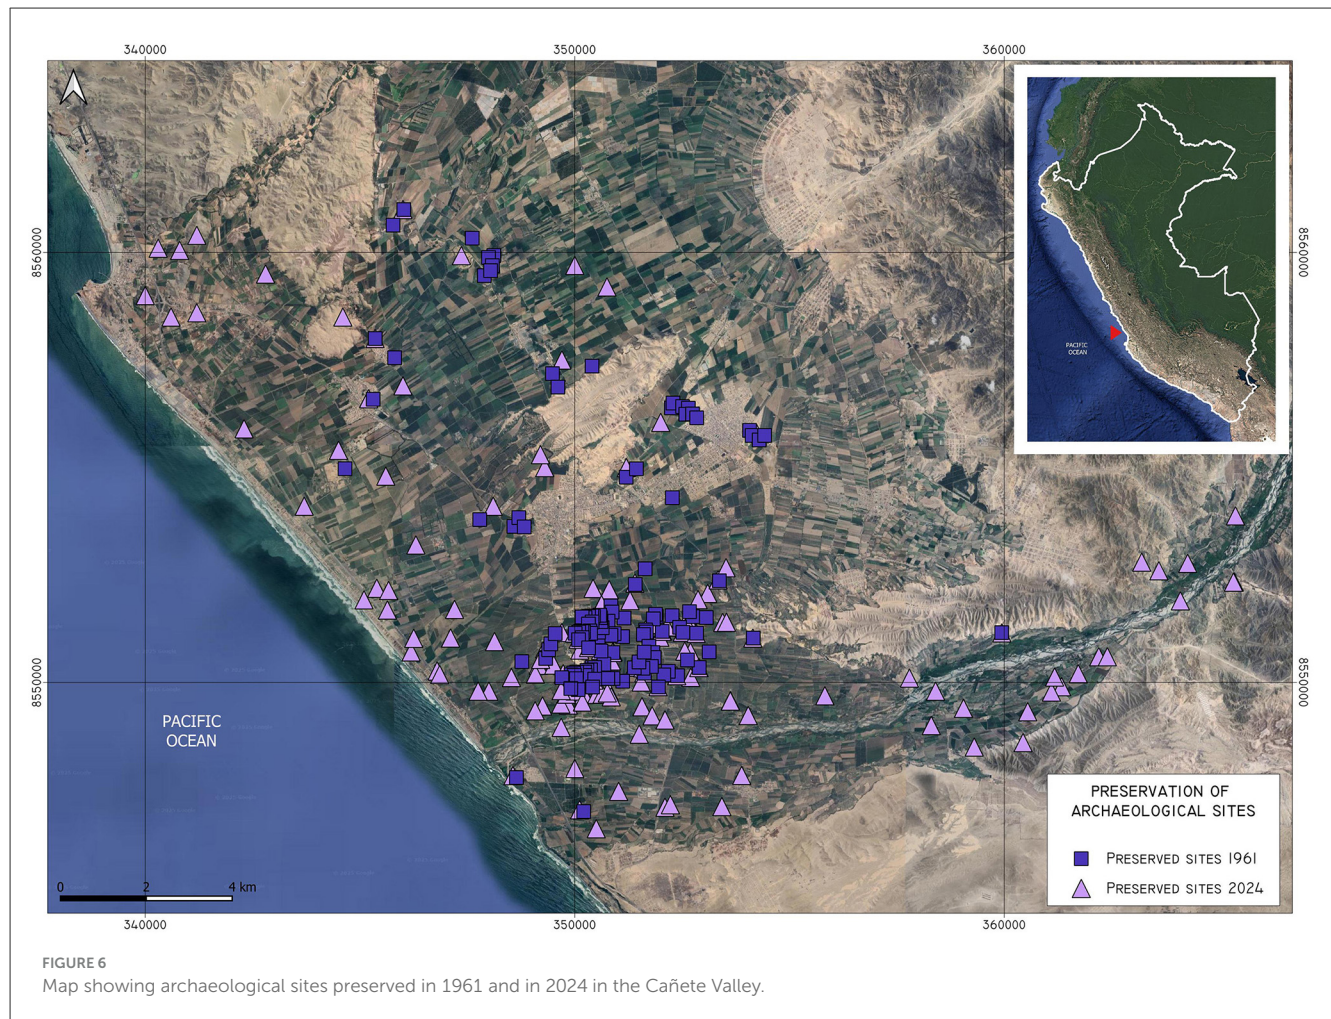 340000
350000
360000
8560000
8560000
PACIFIC
OCEAN
8550000
8550000
PACIFIC
OCEAN
PRESERVATION OF
ARCHAEOLOGICAL SITES
PRESERVED SITES 1961
PRESERVED SITES 2024
0 2 4 km
340000
350000
360000
FIGURE 6
Map showing archaeological sites preserved in 1961 and in 2024 in the Cañete Valley.